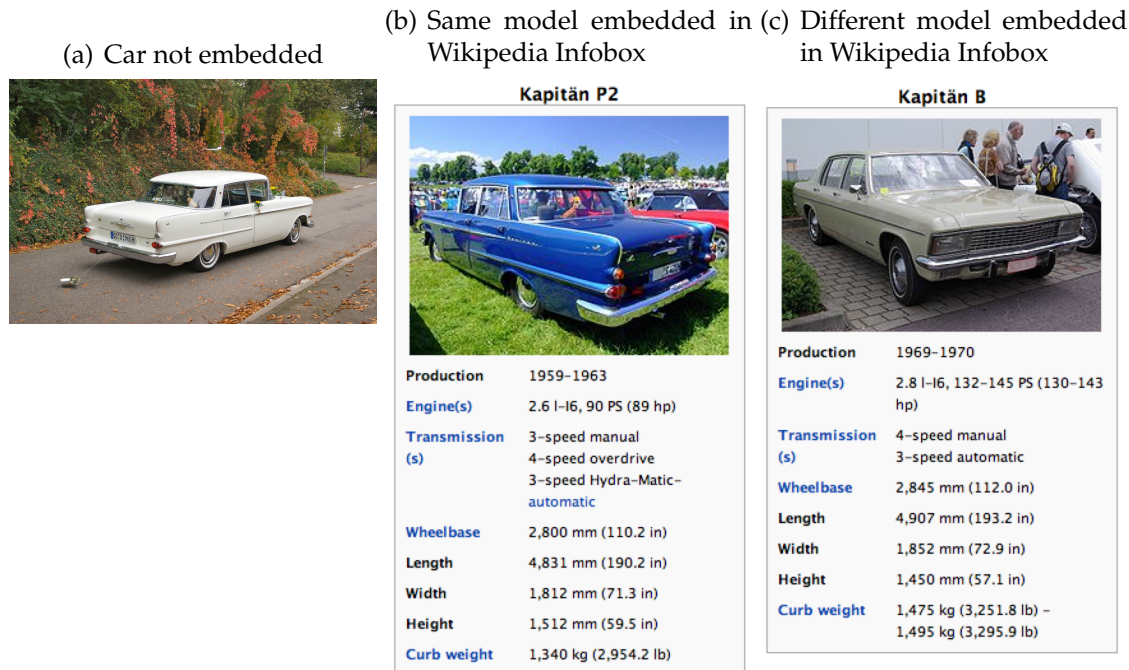 (a) Car not embedded
(b) Same model embedded in
Wikipedia Infobox
(c) Different model embedded
in Wikipedia Infobox
Kapitän P2
Production 1959–1963
Engine(s) 2.6 l–I6, 90 PS (89 hp)
Transmission 3–speed manual
(s) 4–speed overdrive
3–speed Hydra–Matic–
automatic
Wheelbase 2,800 mm (110.2 in)
Length 4,831 mm (190.2 in)
Width 1,812 mm (71.3 in)
Height 1,512 mm (59.5 in)
Curb weight 1,340 kg (2,954.2 lb)
Kapitän B
Production 1969–1970
Engine(s) 2.8 l–I6, 132–145 PS (130–143
hp)
Transmission 4–speed manual
(s) 3–speed automatic
Wheelbase 2,845 mm (112.0 in)
Length 4,907 mm (193.2 in)
Width 1,852 mm (72.9 in)
Height 1,450 mm (57.1 in)
Curb weight 1,475 kg (3,251.8 lb) –
1,495 kg (3,295.9 lb)